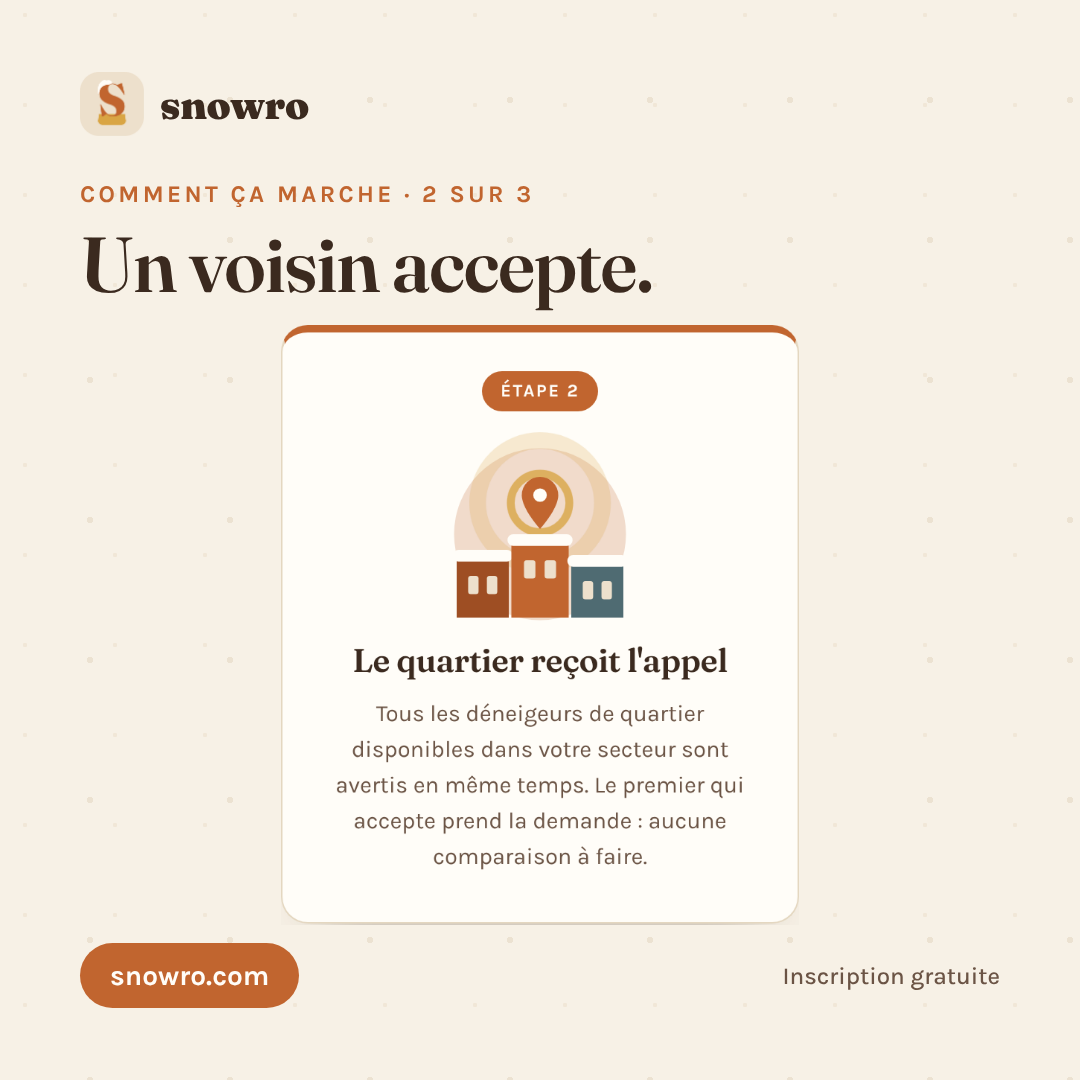 S
snowro
COMMENT ÇA MARCHE · 2 SUR 3
Un voisin accepte.
ÉTAPE 2
Le quartier reçoit l'appel
Tous les déneigeurs de quartier
disponibles dans votre secteur sont
avertis en même temps. Le premier qui
accepte prend la demande : aucune
comparaison à faire.
snowro.com
Inscription gratuite